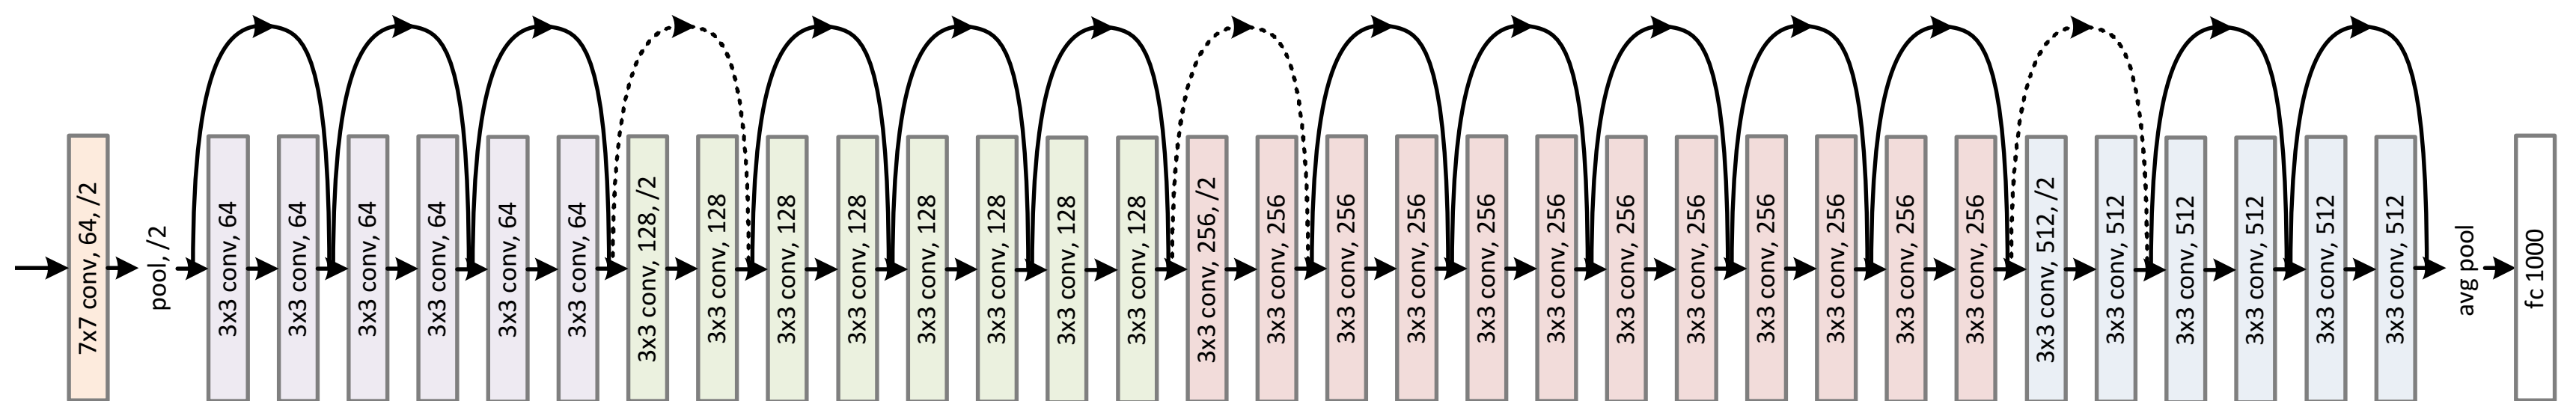 7x7 conv, 64, /2
pool, /2
3x3 conv, 64
3x3 conv, 64
3x3 conv, 64
3x3 conv, 64
3x3 conv, 64
3x3 conv, 64
3x3 conv, 128, /2
3x3 conv, 128
3x3 conv, 128
3x3 conv, 128
3x3 conv, 128
3x3 conv, 128
3x3 conv, 128
3x3 conv, 128
3x3 conv, 256, /2
3x3 conv, 256
3x3 conv, 256
3x3 conv, 256
3x3 conv, 256
3x3 conv, 256
3x3 conv, 256
3x3 conv, 256
3x3 conv, 256
3x3 conv, 256
3x3 conv, 256
3x3 conv, 256
3x3 conv, 512, /2
3x3 conv, 512
3x3 conv, 512
3x3 conv, 512
3x3 conv, 512
3x3 conv, 512
avg pool
fc 1000